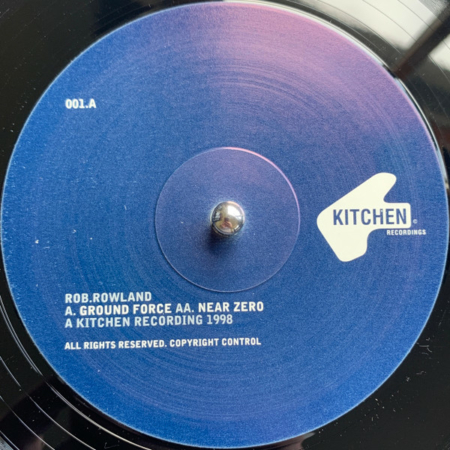 001.A
KITCHEN®
RECORDINGS
ROB.ROWLAND
A. GROUND FORCE AA. NEAR ZERO
A KITCHEN RECORDING 1998
ALL RIGHTS RESERVED. COPYRIGHT CONTROL